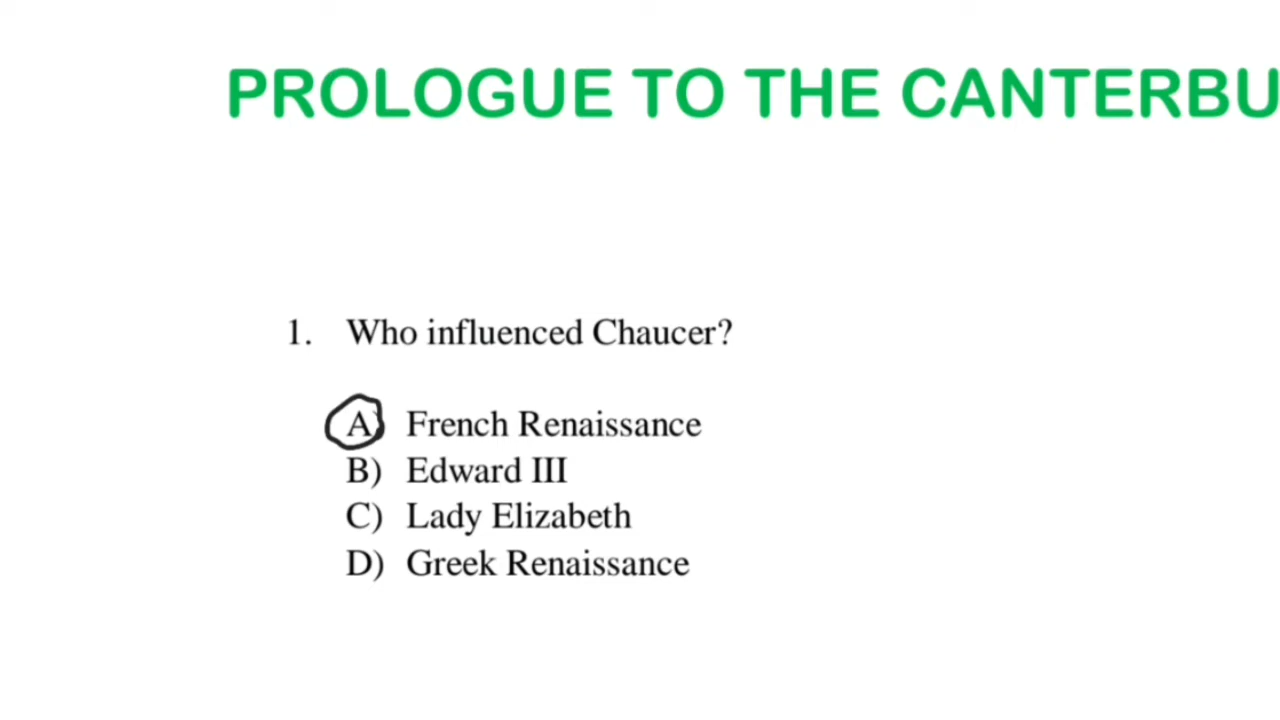 PROLOGUE TO THE CANTERBU
1. Who influenced Chaucer?
A) French Renaissance
B) Edward III
C) Lady Elizabeth
D) Greek Renaissance